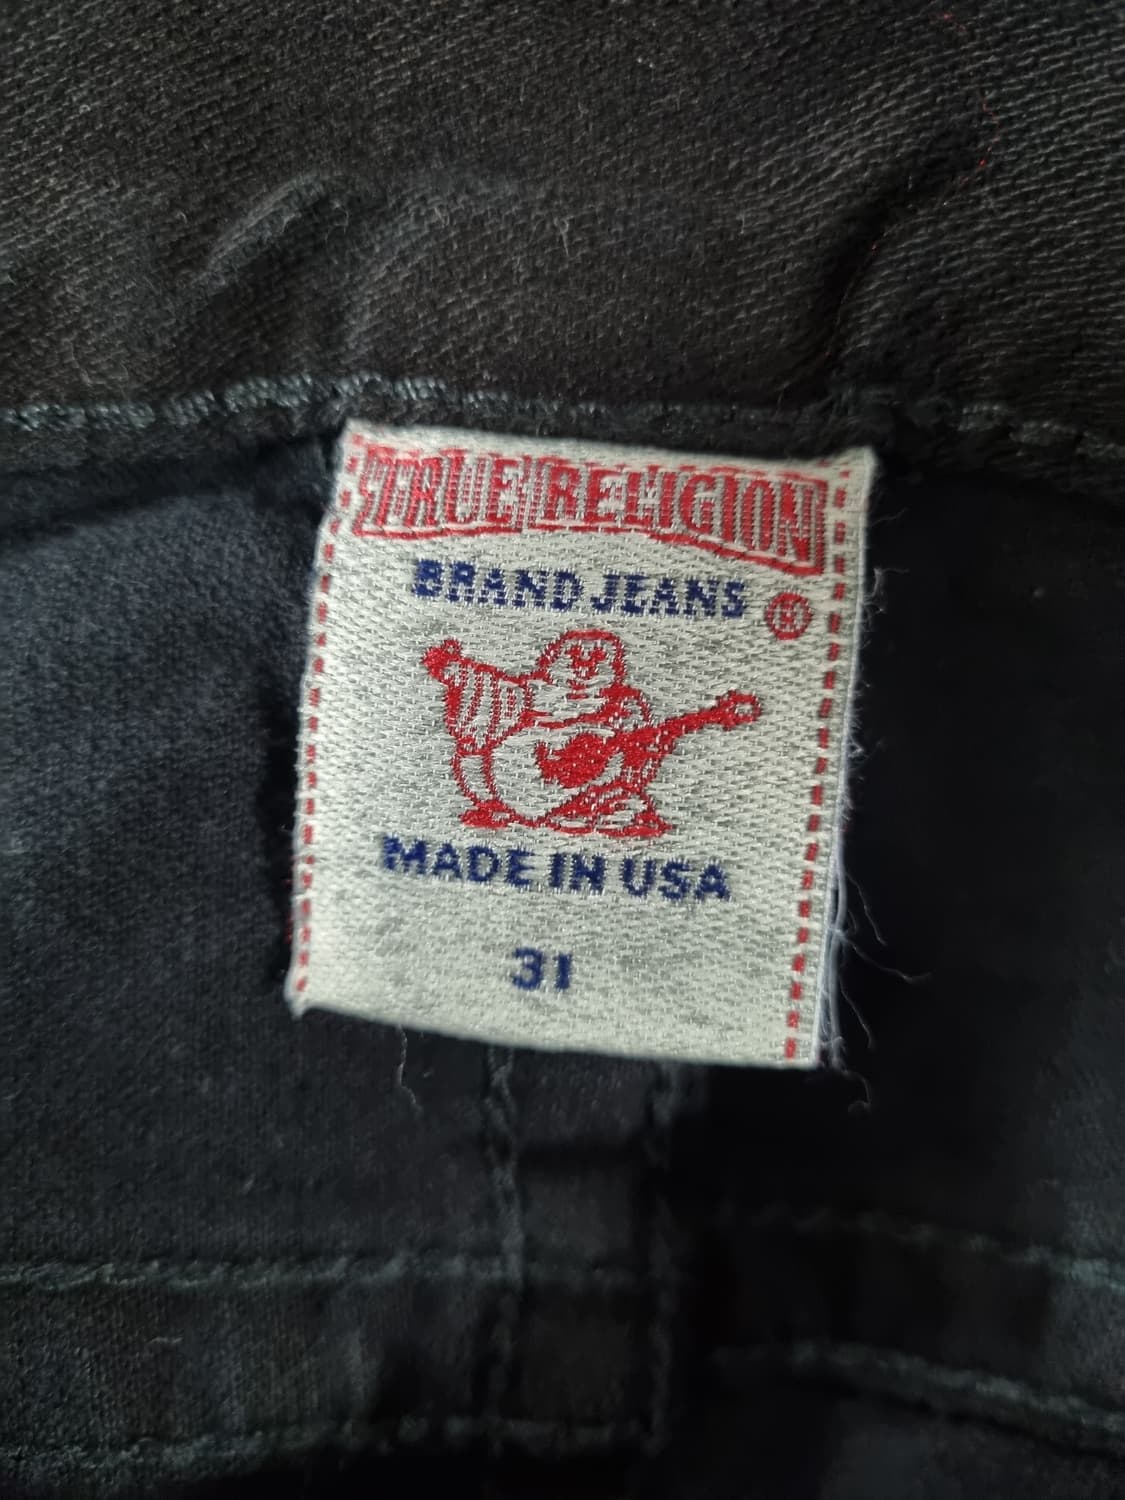 TRUE RELIGION
BRAND JEANS ®
MADE IN USA
31